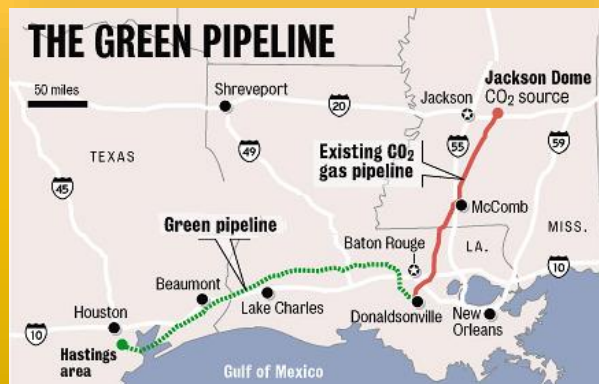 THE GREEN PIPELINE
50 miles
Shreveport
20
Jackson
Jackson Dome
CO₂ source
TEXAS
49
Existing CO₂
gas pipeline
55
59
45
McComb
Green pipeline
MISS.
Baton Rouge
LA.
10
Beaumont
Houston
Lake Charles
Donaldsonville
New
Orleans
10
Hastings
area
Gulf of Mexico